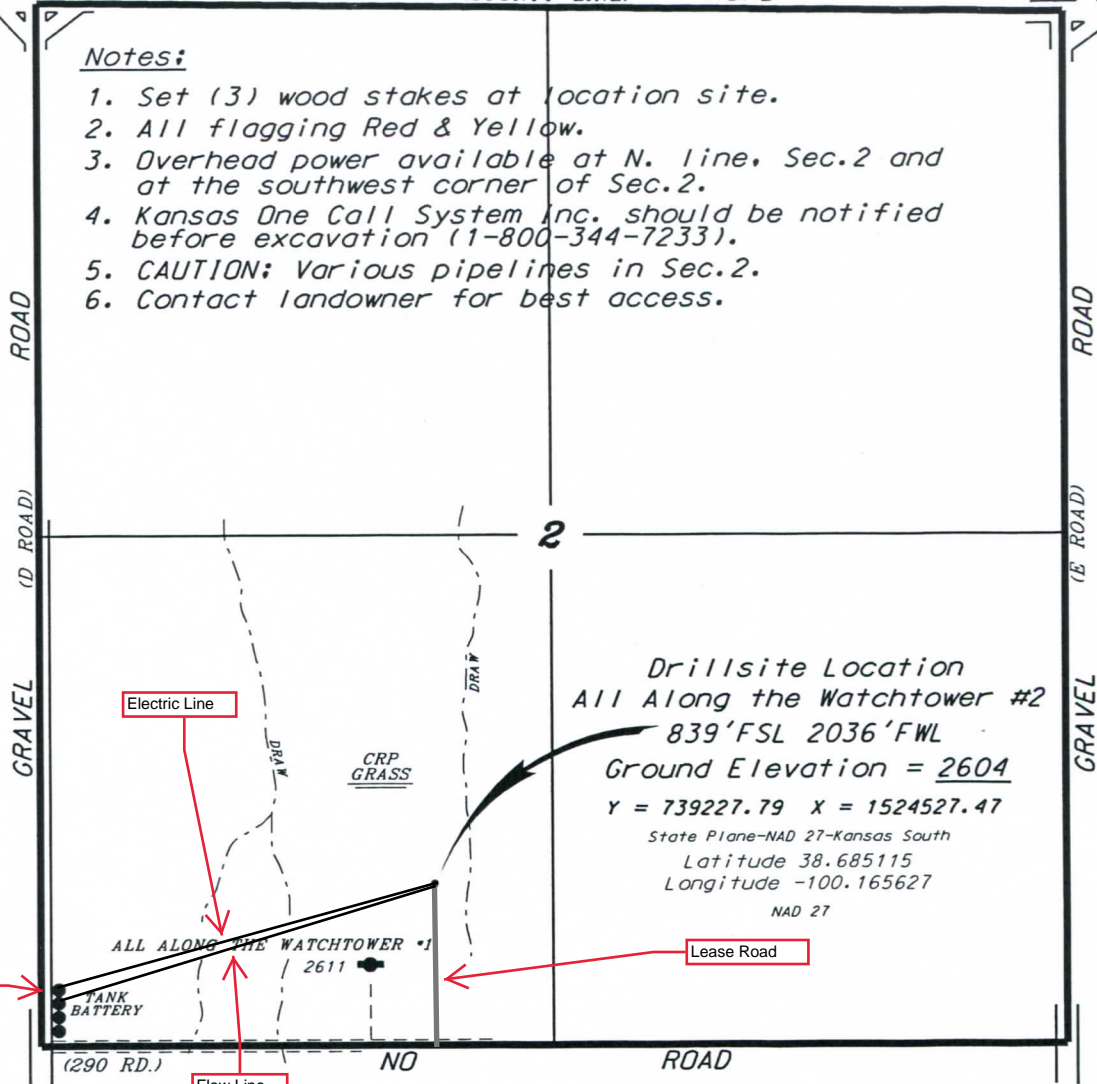 Notes:
1. Set (3) wood stakes at location site.
2. All flagging Red & Yellow.
3. Overhead power available at N. line, Sec.2 and
at the southwest corner of Sec.2.
4. Kansas One Call System Inc. should be notified
before excavation (1-800-344-7233).
5. CAUTION: Various pipelines in Sec.2.
6. Contact landowner for best access.
ROAD
ROAD
(D ROAD)
2
(E ROAD)
GRAVEL
GRAVEL
Electric Line
DRAW
DRAW
CRP
GRASS
Drillsite Location
All Along the Watchtower #2
839'FSL 2036'FWL
Ground Elevation = 2604
Y = 739227.79 X = 1524527.47
State Plane-NAD 27-Kansas South
Latitude 38.685115
Longitude -100.165627
NAD 27
ALL ALONG THE WATCHTOWER #1
2611
Lease Road
TANK
BATTERY
(290 RD.)
NO
ROAD
Flow Line